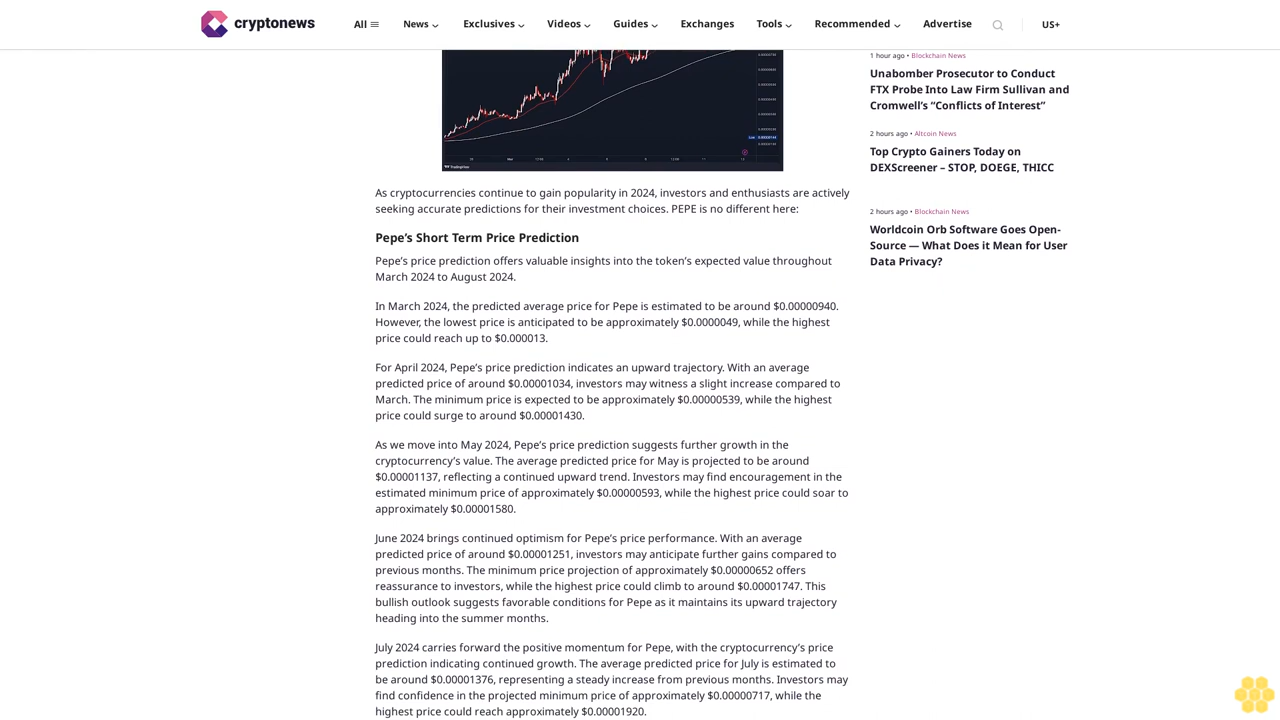 cryptonews
All
News
Exclusives
Videos
Guides
Exchanges
Tools
Recommended
Advertise
US+
As cryptocurrencies continue to gain popularity in 2024, investors and enthusiasts are actively
seeking accurate predictions for their investment choices. PEPE is no different here:
Pepe’s Short Term Price Prediction
Pepe’s price prediction offers valuable insights into the token’s expected value throughout
March 2024 to August 2024.
In March 2024, the predicted average price for Pepe is estimated to be around $0.00000940.
However, the lowest price is anticipated to be approximately $0.0000049, while the highest
price could reach up to $0.000013.
For April 2024, Pepe’s price prediction indicates an upward trajectory. With an average
predicted price of around $0.00001034, investors may witness a slight increase compared to
March. The minimum price is expected to be approximately $0.00000539, while the highest
price could surge to around $0.00001430.
As we move into May 2024, Pepe’s price prediction suggests further growth in the
cryptocurrency’s value. The average predicted price for May is projected to be around
$0.00001137, reflecting a continued upward trend. Investors may find encouragement in the
estimated minimum price of approximately $0.00000593, while the highest price could soar to
approximately $0.00001580.
June 2024 brings continued optimism for Pepe’s price performance. With an average
predicted price of around $0.00001251, investors may anticipate further gains compared to
previous months. The minimum price projection of approximately $0.00000652 offers
reassurance to investors, while the highest price could climb to around $0.00001747. This
bullish outlook suggests favorable conditions for Pepe as it maintains its upward trajectory
heading into the summer months.
July 2024 carries forward the positive momentum for Pepe, with the cryptocurrency’s price
prediction indicating continued growth. The average predicted price for July is estimated to
be around $0.00001376, representing a steady increase from previous months. Investors may
find confidence in the projected minimum price of approximately $0.00000717, while the
highest price could reach approximately $0.00001920.
1 hour ago • Blockchain News
Unabomber Prosecutor to Conduct
FTX Probe Into Law Firm Sullivan and
Cromwell’s “Conflicts of Interest”
2 hours ago • Altcoin News
Top Crypto Gainers Today on
DEXScreener – STOP, DOEGE, THICC
2 hours ago • Blockchain News
Worldcoin Orb Software Goes Open-
Source — What Does it Mean for User
Data Privacy?